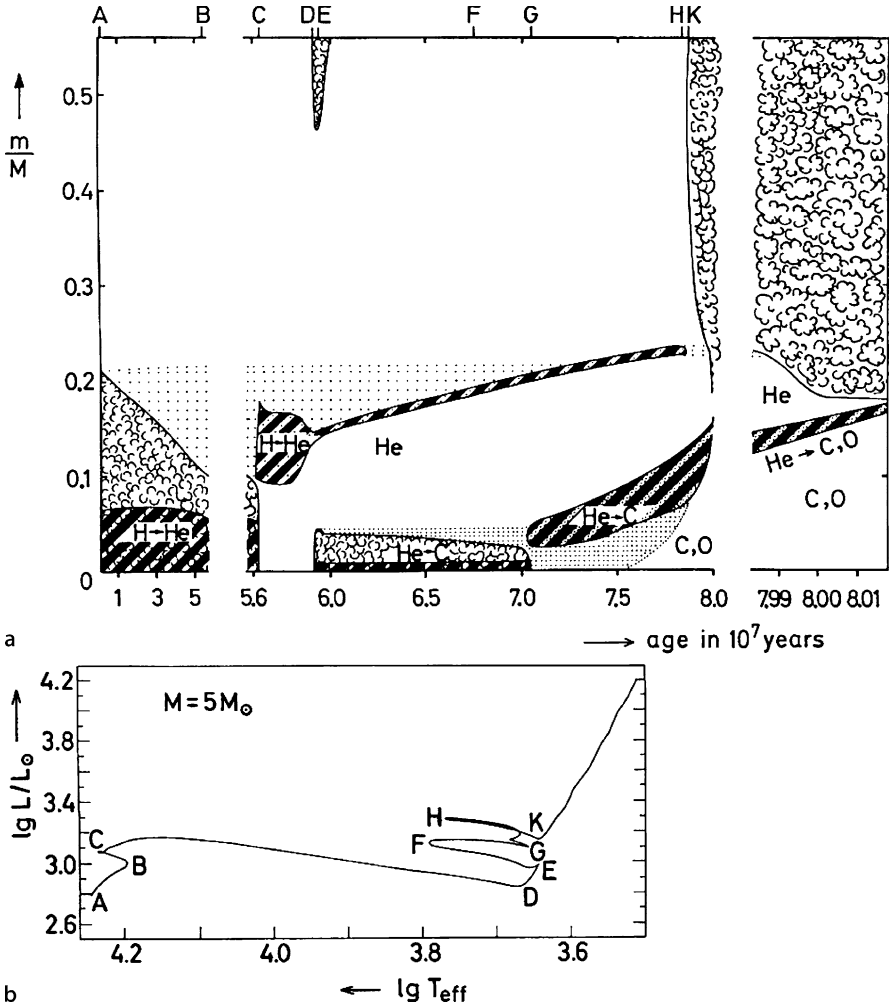 A B C D E F G H K
m/M
0.5
0.4
0.3
0.2
0.1
0
H→He
H→He
He
He→C
He→C
C,O
He
He→C,O
C,O
1 3 5 5.6 6.0 6.5 7.0 7.5 8.0 7.99 8.00 8.01
a
→ age in 10⁷ years
M = 5M⊙
lg L/L⊙
4.2
3.8
3.4
3.0
2.6
A
B
C
D
E
F
G
H
K
4.2 4.0 3.8 3.6
b
← lg Teff